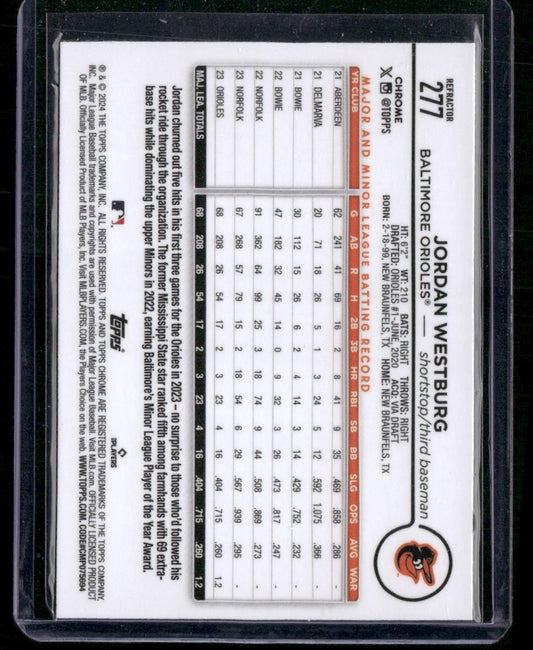 REFRACTOR
277
JORDAN WESTBURG
BALTIMORE ORIOLES® — shortstop/third baseman
CHROME
@TOPPS
HT: 6'2" WT: 210 BATS: RIGHT THROWS: RIGHT
DRAFTED: ORIOLES #1-JUNE, 2020 ACQ: VIA DRAFT
BORN: 2-18-99, NEW BRAUNFELS, TX HOME: NEW BRAUNFELS, TX
MAJOR AND MINOR LEAGUE BATTING RECORD
YR CLUB G AB R H 2B 3B HR RBI SB BB SLG OPS AVG WAR
21 ABERDEEN 62 241 41 69 16 2 8 41 9 35 .469 .858 .286 -
21 DELMARVA 20 71 18 26 5 1 3 24 5 12 .592 1.075 .366 -
21 BOWIE 30 112 15 26 6 2 4 14 3 14 .429 .752 .232 -
22 BOWIE 47 182 32 45 14 0 9 32 3 26 .473 .817 .247 -
22 NORFOLK 91 362 64 99 25 3 18 74 9 44 .508 .869 .273 -
23 NORFOLK 67 268 57 79 15 2 18 54 6 29 .567 .939 .295 -
23 ORIOLES 68 208 26 54 17 2 3 23 4 16 .404 .715 .260 1.2
MAJ. LEA. TOTALS 68 208 26 54 17 2 3 23 4 16 .404 .715 .260 1.2
Jordan churned out five hits in his first three games for the Orioles in 2023 – no surprise to those who'd followed his
rocket ride through the organization. The former Mississippi State star ranked fifth among farmhands with 69 extra-
base hits while dominating the upper Minors in 2022, earning Baltimore's Minor League Player of the Year Award.
topps
PLAYERS
® & © 2024 THE TOPPS COMPANY, INC. ALL RIGHTS RESERVED. TOPPS AND TOPPS CHROME ARE REGISTERED TRADEMARKS OF THE TOPPS COMPANY,
INC. Major League Baseball trademarks and copyrights are used with permission of Major League Baseball. Visit MLB.com. OFFICIALLY LICENSED PRODUCT
OF MLB. Officially Licensed Product of MLB Players, Inc. Visit MLBPLAYERS.COM, the Players Choice on the web. WWW.TOPPS.COM. CODE#CMP075694